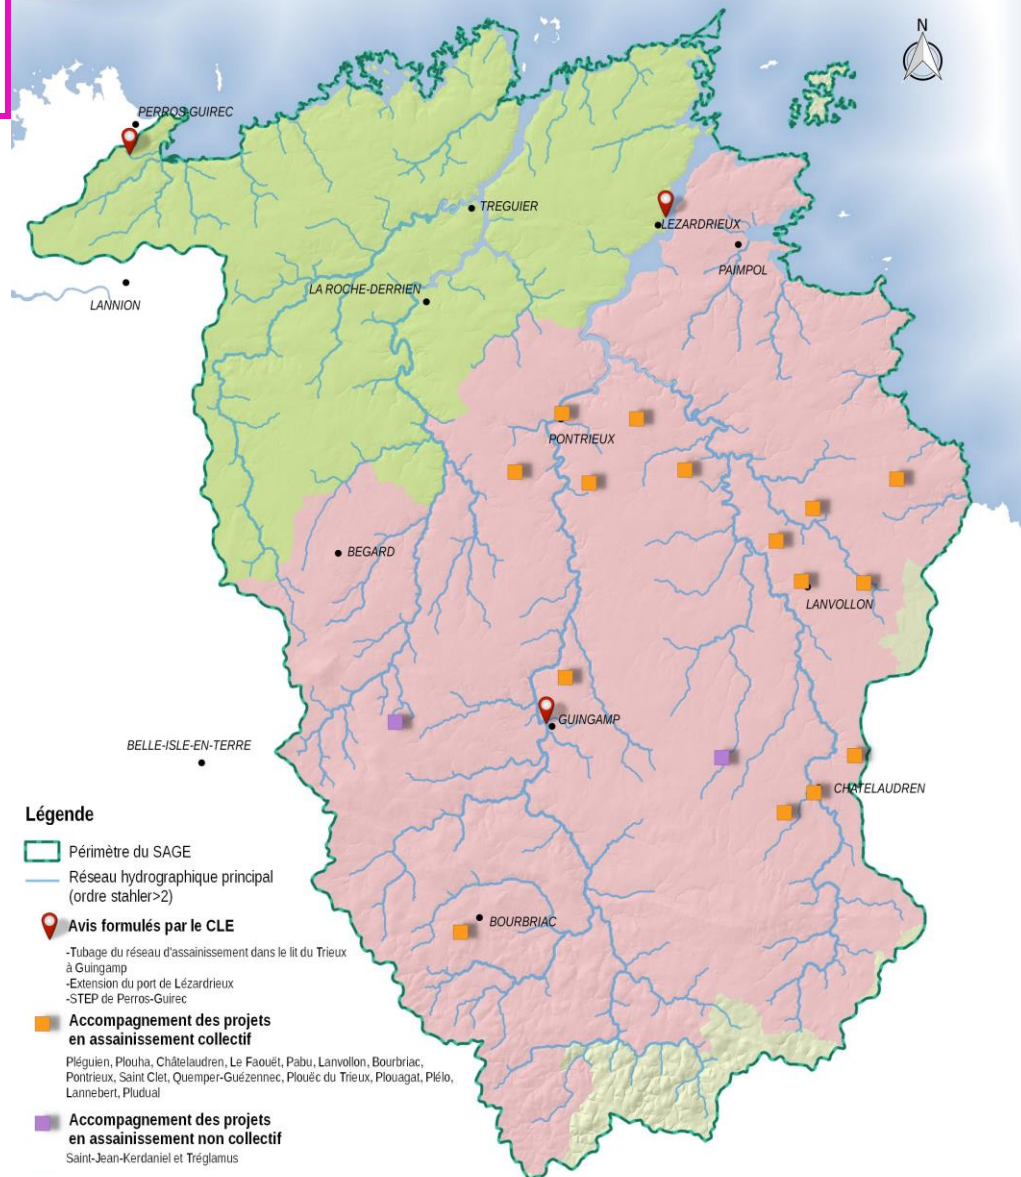 N
PERROS-GUIREC
TREGUIER
LEZARDRIEUX
PAIMPOL
LANNION
LA ROCHE-DERRIEN
PONTRIEUX
BEGARD
LANVOLLON
GUINGAMP
BELLE-ISLE-EN-TERRE
CHATELAUDREN
BOURBRIAC
Légende
Périmètre du SAGE
Réseau hydrographique principal
(ordre stahler>2)
Avis formulés par le CLE
-Tubage du réseau d'assainissement dans le lit du Trieux
à Guingamp
-Extension du port de Lézardrieux
-STEP de Perros-Guirec
Accompagnement des projets
en assainissement collectif
Pléguien, Plouha, Châtelaudren, Le Faouët, Pabu, Lanvollon, Bourbriac,
Pontrieux, Saint Clet, Quemper-Guézennec, Plouëc du Trieux, Plouagat, Plélo,
Lannebert, Pludual
Accompagnement des projets
en assainissement non collectif
Saint-Jean-Kerdaniel et Tréglamus